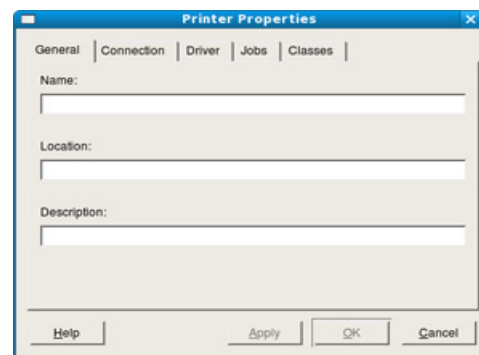 Printer Properties
General Connection Driver Jobs Classes
Name:
Location:
Description:
Help Apply OK Cancel